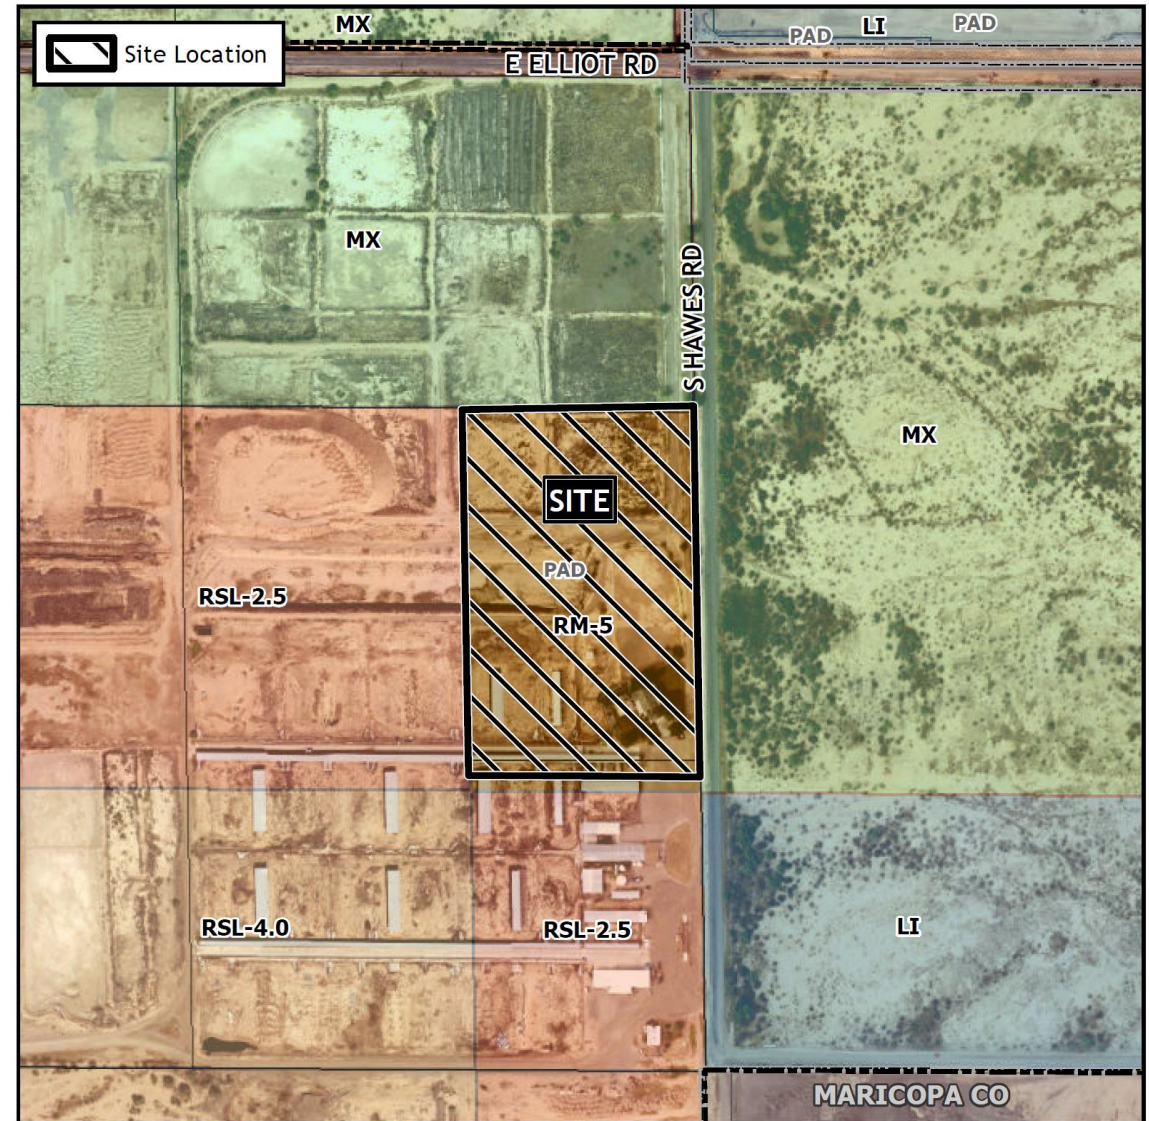 MX
LI
PAD
PAD
Site Location
E ELLIOT RD
MX
S HAWES RD
MX
SITE
PAD
RSL-2.5
RM-5
RSL-4.0
RSL-2.5
LI
MARICOPA CO